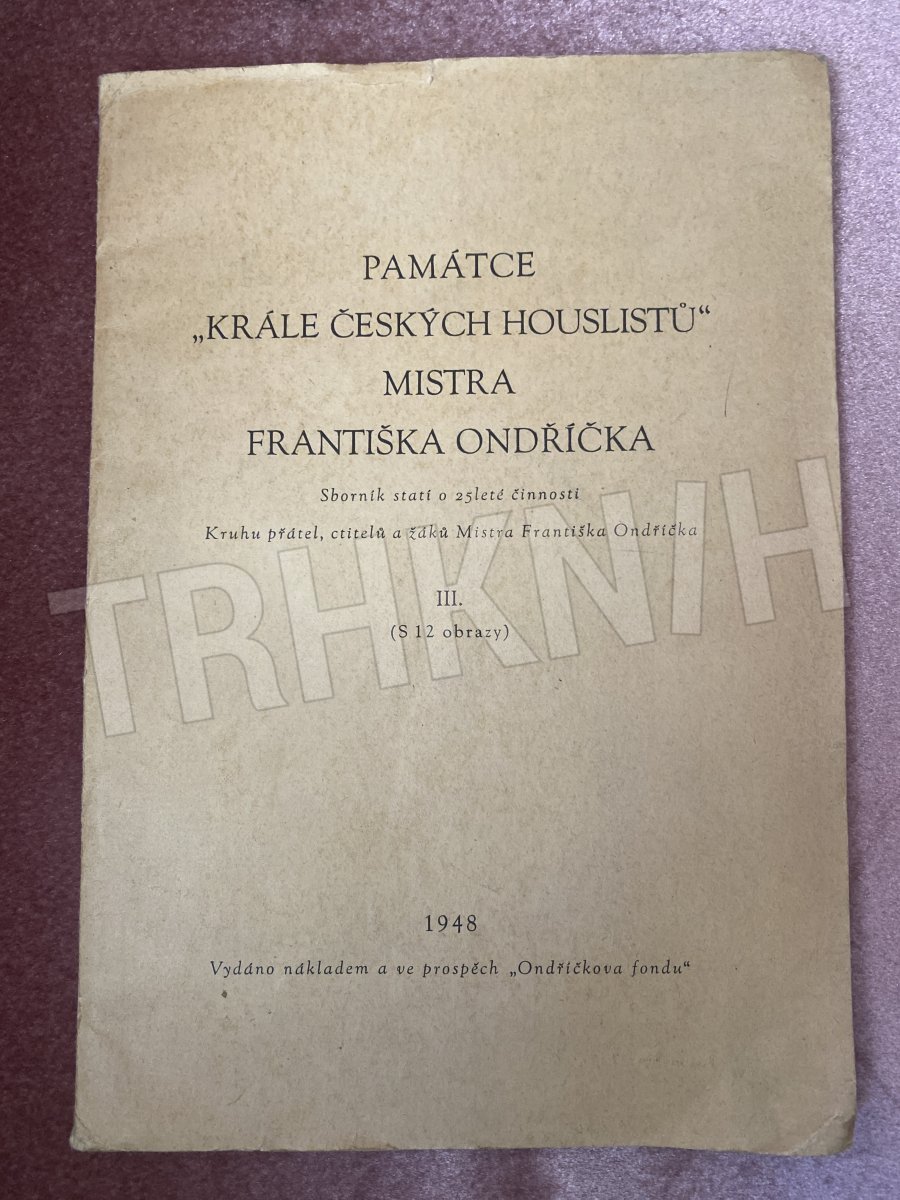 PAMÁTCE
„KRÁLE ČESKÝCH HOUSLISTŮ“
MISTRA
FRANTIŠKA ONDŘÍČKA
Sborník statí o 25leté činnosti
Kruhu přátel, ctitelů a žáků Mistra Františka Ondříčka
TRHKNIH
III.
(S 12 obrazy)
1948
Vydáno nákladem a ve prospěch „Ondříčkova fondu“